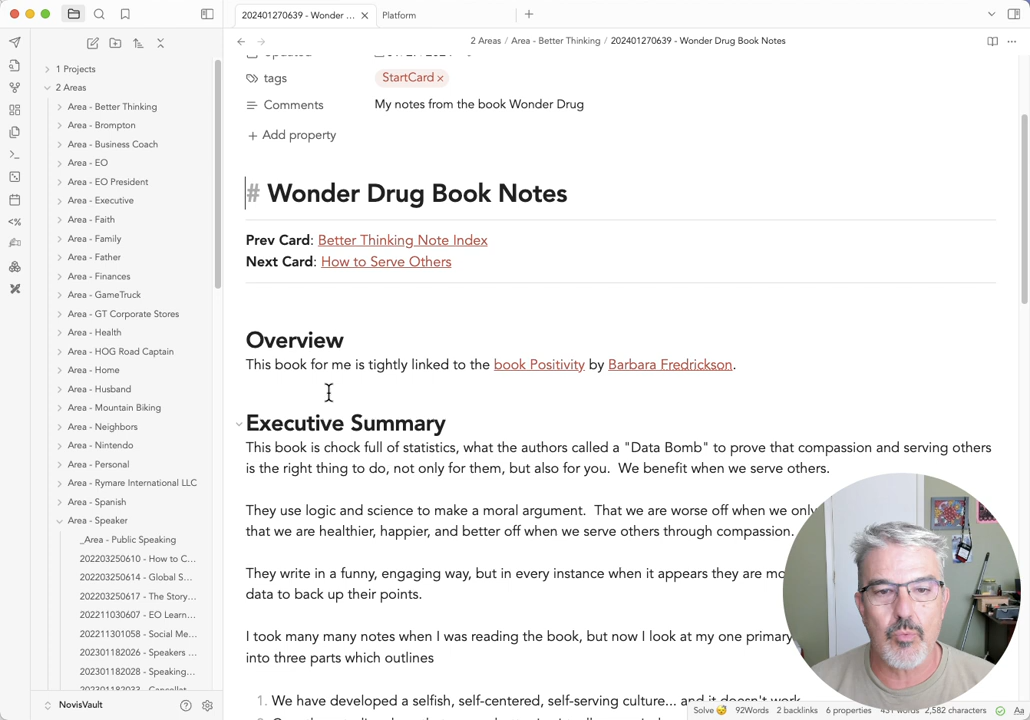 202401270639 - Wonder ...
Platform
2 Areas / Area - Better Thinking / 202401270639 - Wonder Drug Book Notes
1 Projects
2 Areas
Area - Better Thinking
Area - Brompton
Area - Business Coach
Area - EO
Area - EO President
Area - Executive
Area - Faith
Area - Family
Area - Father
Area - Finances
Area - GameTruck
Area - GT Corporate Stores
Area - Health
Area - HOG Road Captain
Area - Home
Area - Husband
Area - Mountain Biking
Area - Neighbors
Area - Nintendo
Area - Personal
Area - Rymare International LLC
Area - Spanish
Area - Speaker
_Area - Public Speaking
202203250610 - How to C...
202203250614 - Global S...
202203250617 - The Story...
202211030607 - EO Learn...
202211301058 - Social Me...
202301182026 - Speakers ...
202301182028 - Speaking...
NovisVault
tags StartCard ×
Comments My notes from the book Wonder Drug
+ Add property
# Wonder Drug Book Notes
Prev Card: Better Thinking Note Index
Next Card: How to Serve Others
Overview
This book for me is tightly linked to the book Positivity by Barbara Fredrickson.
Executive Summary
This book is chock full of statistics, what the authors called a "Data Bomb" to prove that compassion and serving others
is the right thing to do, not only for them, but also for you. We benefit when we serve others.
They use logic and science to make a moral argument. That we are worse off when we only
that we are healthier, happier, and better off when we serve others through compassion.
They write in a funny, engaging way, but in every instance when it appears they are
data to back up their points.
I took many many notes when I was reading the book, but now I look at my one primary
into three parts which outlines
1. We have developed a selfish, self-centered, self-serving culture... and it doesn't work
Solve 92Words 2 backlinks 6 properties 451 words 2,582 characters Aa